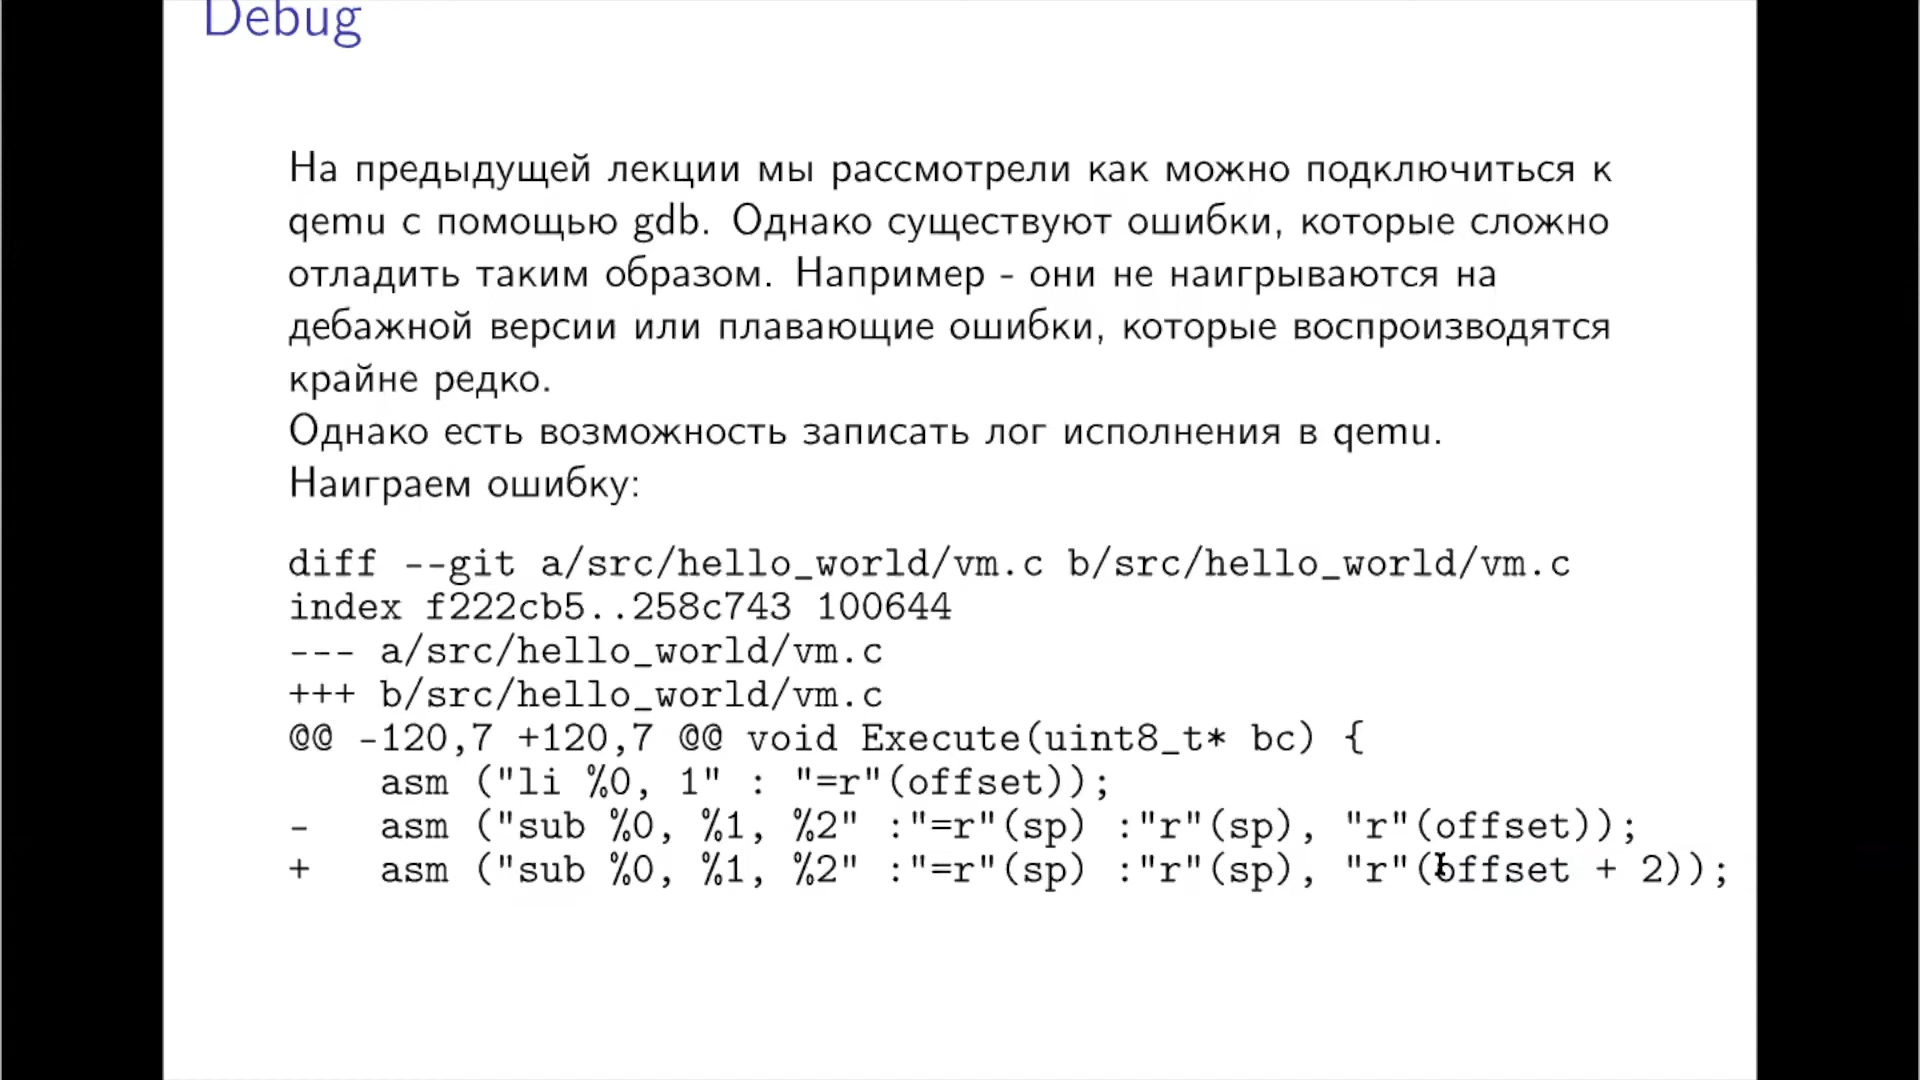 Debug
На предыдущей лекции мы рассмотрели как можно подключиться к
qemu с помощью gdb. Однако существуют ошибки, которые сложно
отладить таким образом. Например - они не наигрываются на
дебажной версии или плавающие ошибки, которые воспроизводятся
крайне редко.
Однако есть возможность записать лог исполнения в qemu.
Наиграем ошибку:
diff --git a/src/hello_world/vm.c b/src/hello_world/vm.c
index f222cb5..258c743 100644
--- a/src/hello_world/vm.c
+++ b/src/hello_world/vm.c
@@ -120,7 +120,7 @@ void Execute(uint8_t* bc) {
    asm ("li %0, 1" : "=r"(offset));
-   asm ("sub %0, %1, %2" :"=r"(sp) :"r"(sp), "r"(offset));
+   asm ("sub %0, %1, %2" :"=r"(sp) :"r"(sp), "r"(offset + 2));